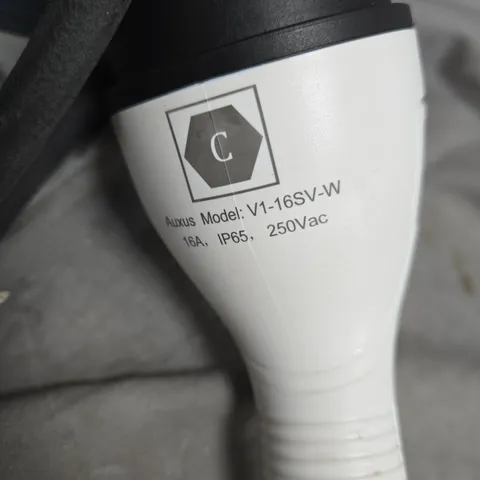 C
Auxus Model: V1-16SV-W
16A, IP65, 250Vac